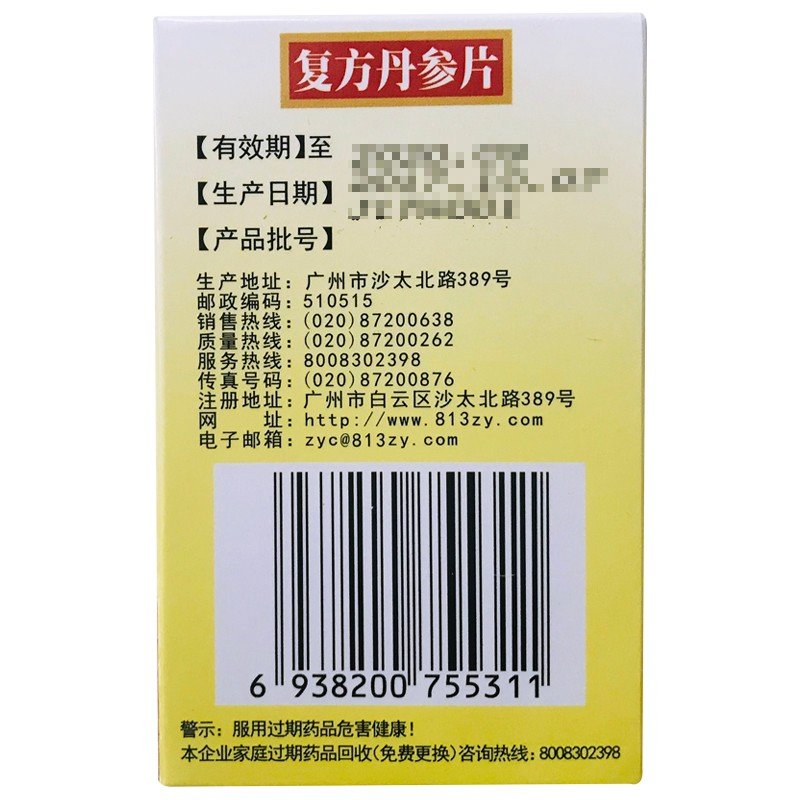 复方丹参片
【有效期】至
【生产日期】
【产品批号】
生产地址：广州市沙太北路389号
邮政编码：510515
销售热线：(020)87200638
质量热线：(020)87200262
服务热线：8008302398
传真号码：(020)87200876
注册地址：广州市白云区沙太北路389号
网　　址：http://www.813zy.com
电子邮箱：zyc@813zy.com
6 938200 755311
警示：服用过期药品危害健康！
本企业家庭过期药品回收(免费更换)咨询热线：8008302398